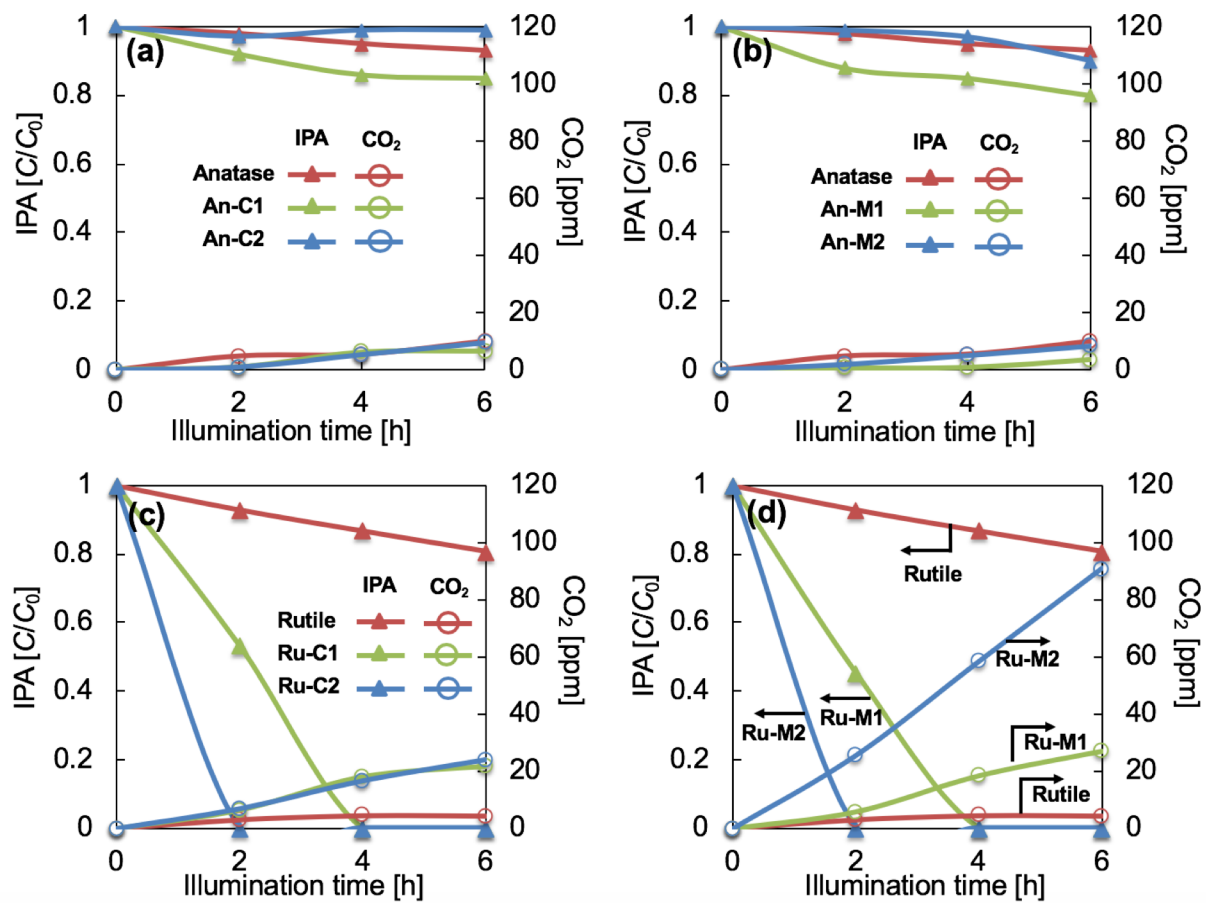 (a)
IPA [C/C₀]
1
0.8
0.6
0.4
0.2
0
120
100
80
60
40
20
0
CO₂ [ppm]
IPA CO₂
Anatase
An-C1
An-C2
0 2 4 6
Illumination time [h]
(b)
IPA [C/C₀]
1
0.8
0.6
0.4
0.2
0
120
100
80
60
40
20
0
CO₂ [ppm]
IPA CO₂
Anatase
An-M1
An-M2
0 2 4 6
Illumination time [h]
(c)
IPA [C/C₀]
1
0.8
0.6
0.4
0.2
0
120
100
80
60
40
20
0
CO₂ [ppm]
IPA CO₂
Rutile
Ru-C1
Ru-C2
0 2 4 6
Illumination time [h]
(d)
IPA [C/C₀]
1
0.8
0.6
0.4
0.2
0
120
100
80
60
40
20
0
CO₂ [ppm]
Rutile
Ru-M2
Ru-M1
Ru-M2
Ru-M1
Rutile
0 2 4 6
Illumination time [h]